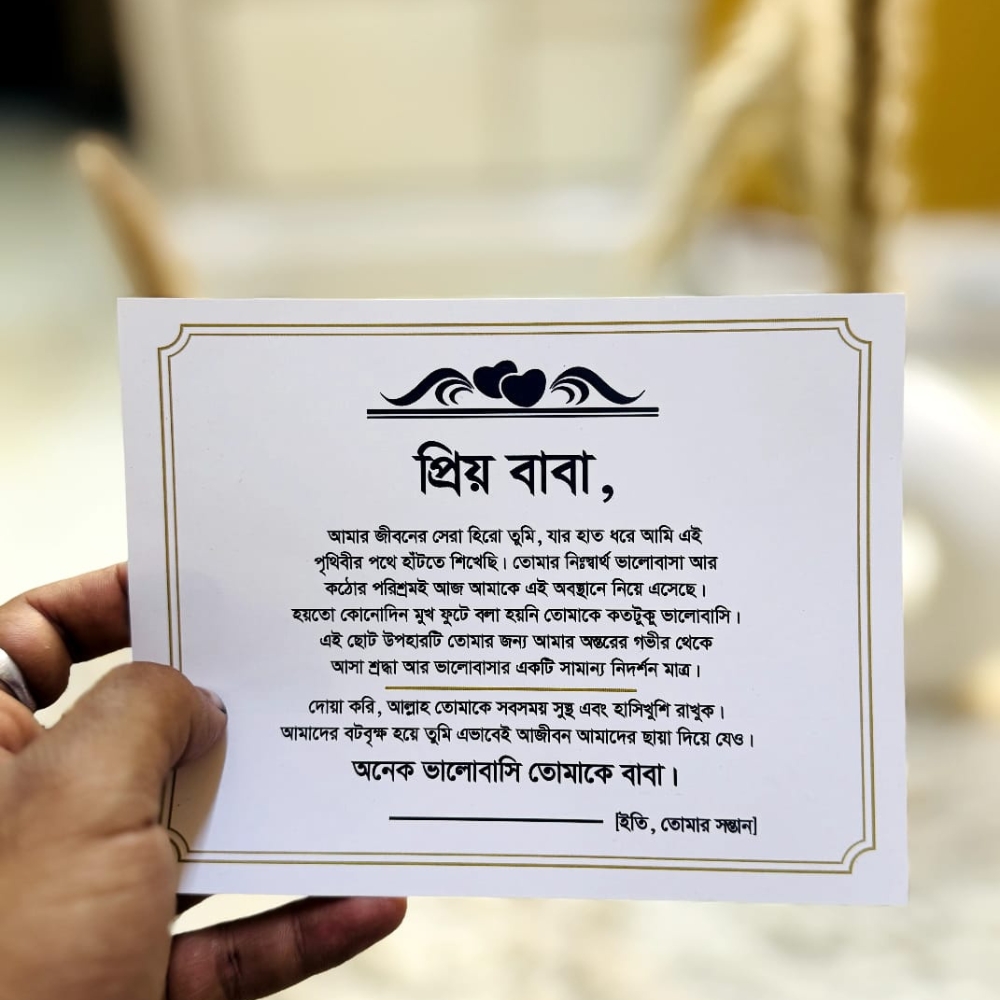 প্রিয় বাবা,
আমার জীবনের সেরা হিরো তুমি, যার হাত ধরে আমি এই
পৃথিবীর পথে হাঁটতে শিখেছি। তোমার নিঃস্বার্থ ভালোবাসা আর
কঠোর পরিশ্রমই আজ আমাকে এই অবস্থানে নিয়ে এসেছে।
হয়তো কোনোদিন মুখ ফুটে বলা হয়নি তোমাকে কতটুকু ভালোবাসি।
এই ছোট উপহারটি তোমার জন্য আমার অন্তরের গভীর থেকে
আসা শ্রদ্ধা আর ভালোবাসার একটি সামান্য নিদর্শন মাত্র।
দোয়া করি, আল্লাহ তোমাকে সবসময় সুস্থ এবং হাসিখুশি রাখুক।
আমাদের বটবৃক্ষ হয়ে তুমি এভাবেই আজীবন আমাদের ছায়া দিয়ে যেও।
অনেক ভালোবাসি তোমাকে বাবা।
[ইতি, তোমার সন্তান]